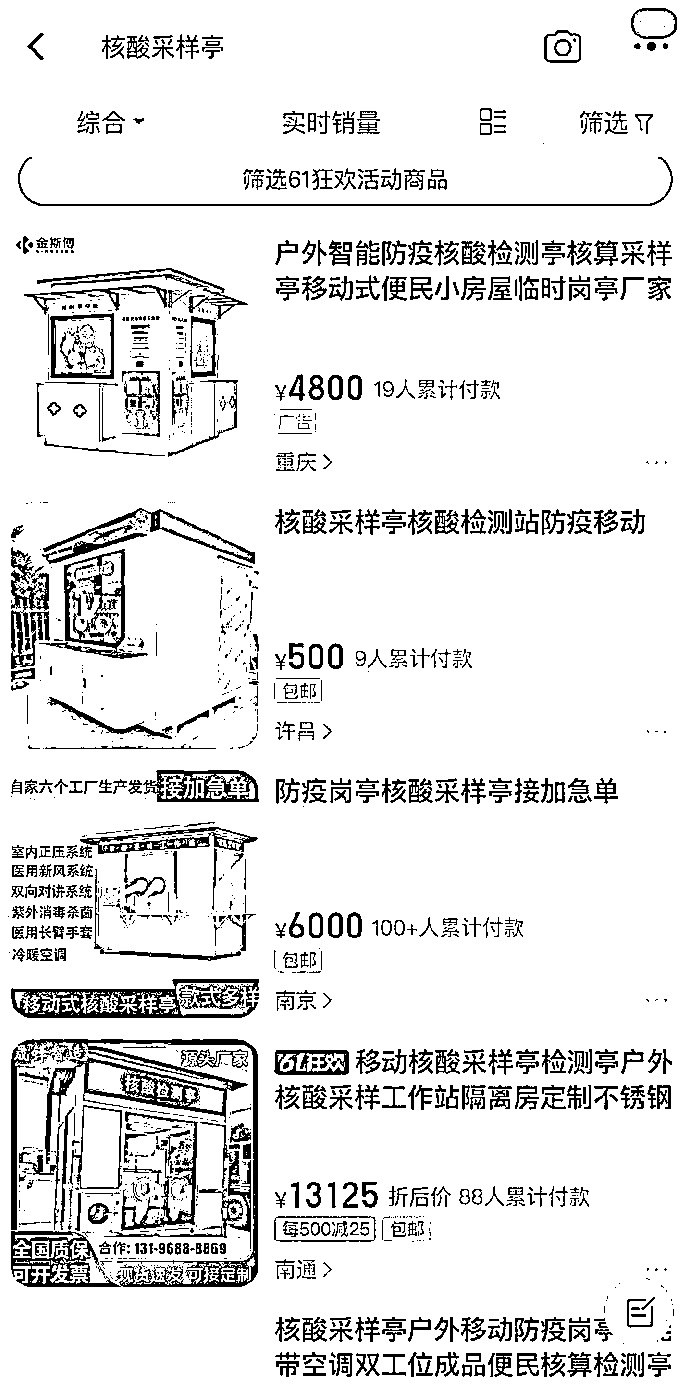 核酸采样亭
综合
实时销量
筛选
筛选61狂欢活动商品
金斯傅
户外智能防疫核酸检测亭核算采样
亭移动式便民小房屋临时岗亭厂家
¥4800 19人累计付款
广告
重庆
核酸采样亭核酸检测站防疫移动
¥500 9人累计付款
包邮
许昌
自家六个工厂生产发货 接加急单
防疫岗亭核酸采样亭接加急单
室内正压系统
医用新风系统
双向对讲系统
紫外消毒杀菌
医用长臂手套
冷暖空调
¥6000 100+人累计付款
包邮
移动式核酸采样亭 款式多样
南京
源头厂家
61狂欢 移动核酸采样亭检测亭户外
核酸采样工作站隔离房定制不锈钢
¥13125 折后价 88人累计付款
每500减25 包邮
全国质保 合作: 131-9688-8869
可开发票 现货速发 可接定制
南通
核酸采样亭户外移动防疫岗亭
带空调双工位成品便民核算检测亭